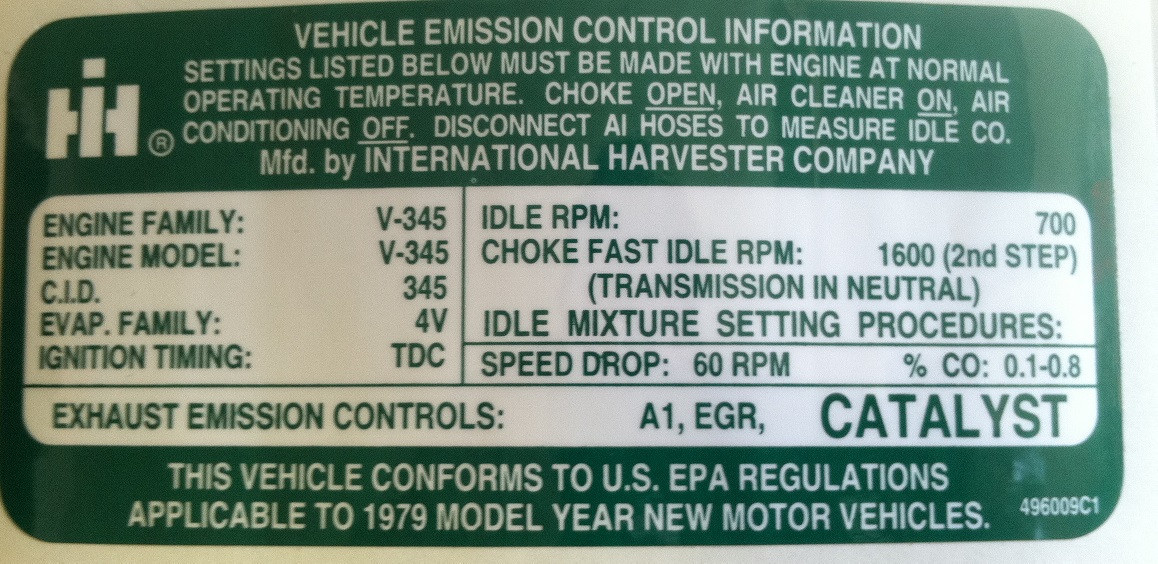 VEHICLE EMISSION CONTROL INFORMATION
SETTINGS LISTED BELOW MUST BE MADE WITH ENGINE AT NORMAL
OPERATING TEMPERATURE. CHOKE OPEN, AIR CLEANER ON, AIR
CONDITIONING OFF. DISCONNECT AI HOSES TO MEASURE IDLE CO.
Mfd. by INTERNATIONAL HARVESTER COMPANY
IH ®
ENGINE FAMILY: V-345
ENGINE MODEL: V-345
C.I.D. 345
EVAP. FAMILY: 4V
IGNITION TIMING: TDC
IDLE RPM: 700
CHOKE FAST IDLE RPM: 1600 (2nd STEP)
(TRANSMISSION IN NEUTRAL)
IDLE MIXTURE SETTING PROCEDURES:
SPEED DROP: 60 RPM % CO: 0.1-0.8
EXHAUST EMISSION CONTROLS: A1, EGR, CATALYST
THIS VEHICLE CONFORMS TO U.S. EPA REGULATIONS
APPLICABLE TO 1979 MODEL YEAR NEW MOTOR VEHICLES.
496009C1